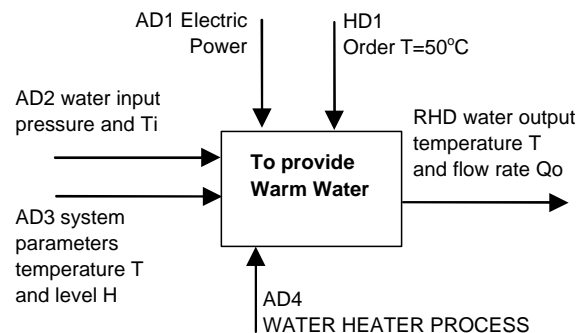 AD1 Electric
Power
HD1
Order T=50°C
AD2 water input
pressure and Ti
RHD water output
temperature T
and flow rate Qo
To provide
Warm Water
AD3 system
parameters
temperature T
and level H
AD4
WATER HEATER PROCESS